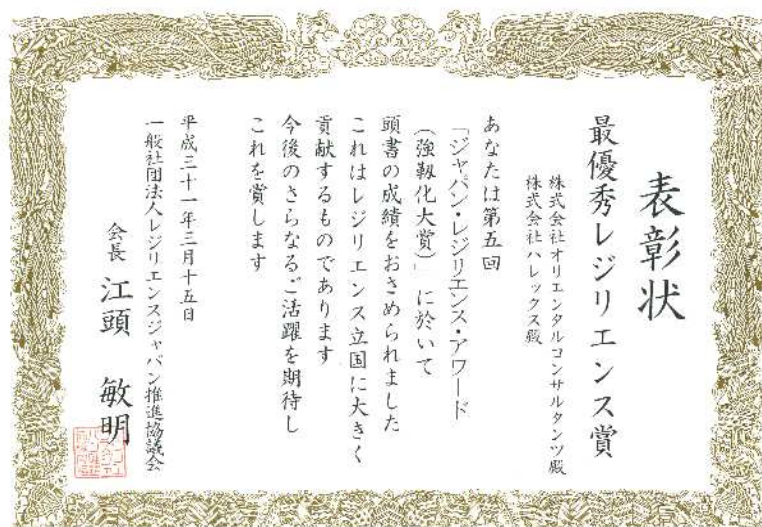 表彰状
最優秀レジリエンス賞
株式会社オリエンタルコンサルタンツ殿
株式会社ハレックス殿
あなたは第五回
「ジャパン・レジリエンス・アワード
(強靱化大賞)」に於いて
頭書の成績をおさめられました
これはレジリエンス立国に大きく
貢献するものであります
今後のさらなるご活躍を期待し
これを賞します
平成三十一年三月十五日
一般社団法人レジリエンスジャパン推進協議会
会長 江頭 敏明